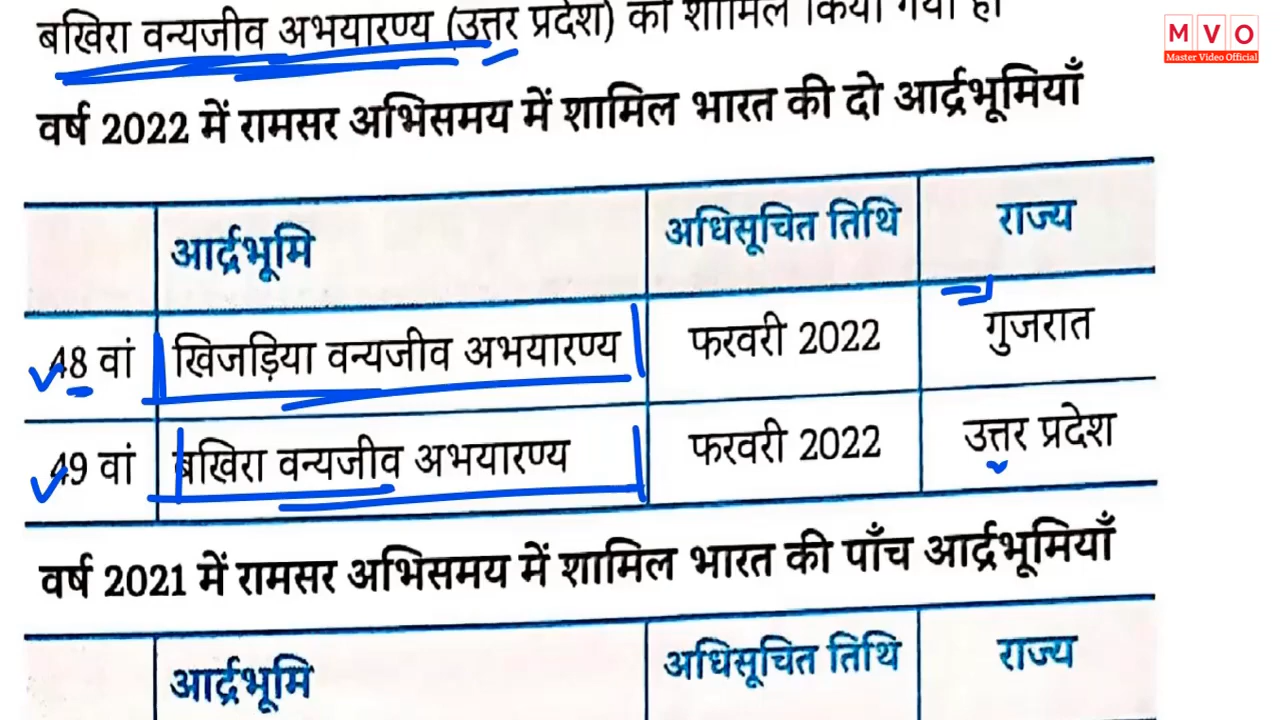 बखिरा वन्यजीव अभयारण्य (उत्तर प्रदेश) को शामिल किया गया है।
MVO
Master Video Official
वर्ष 2022 में रामसर अभिसमय में शामिल भारत की दो आर्द्रभूमियाँ
आर्द्रभूमि अधिसूचित तिथि राज्य
48 वां खिजड़िया वन्यजीव अभयारण्य फरवरी 2022 गुजरात
49 वां बखिरा वन्यजीव अभयारण्य फरवरी 2022 उत्तर प्रदेश
वर्ष 2021 में रामसर अभिसमय में शामिल भारत की पाँच आर्द्रभूमियाँ
आर्द्रभूमि अधिसूचित तिथि राज्य